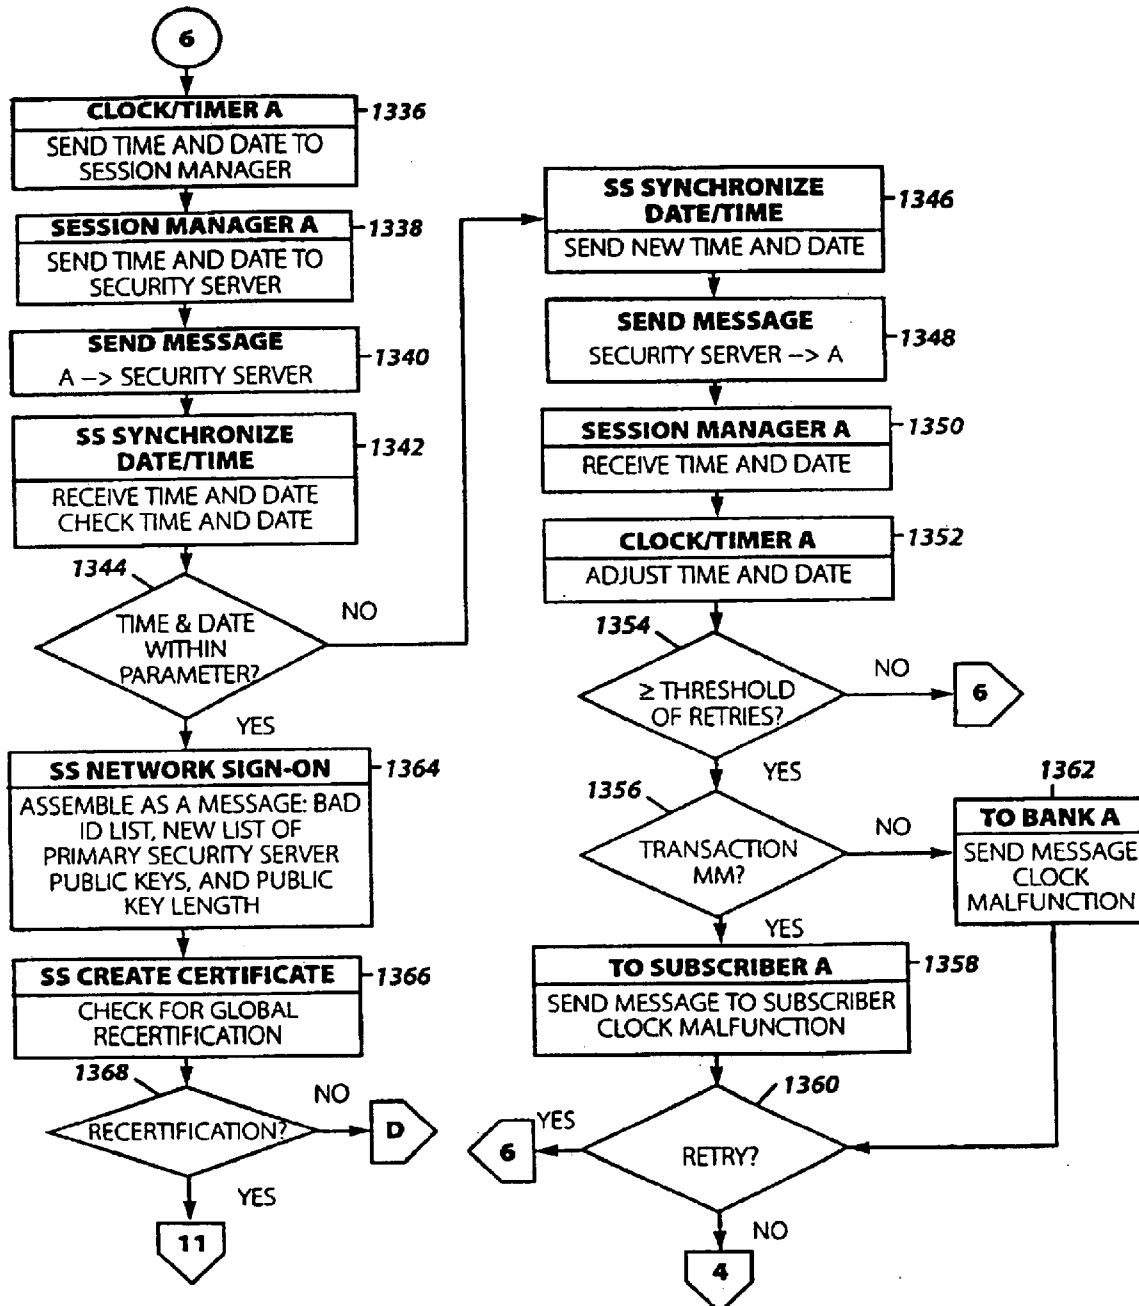 6
CLOCK/TIMER A
1336
SEND TIME AND DATE TO
SESSION MANAGER
SESSION MANAGER A
1338
SEND TIME AND DATE TO
SECURITY SERVER
SEND MESSAGE
1340
A --> SECURITY SERVER
SS SYNCHRONIZE
DATE/TIME
1342
RECEIVE TIME AND DATE
CHECK TIME AND DATE
1344
TIME & DATE
WITHIN
PARAMETER?
NO
YES
SS NETWORK SIGN-ON
1364
ASSEMBLE AS A MESSAGE: BAD
ID LIST, NEW LIST OF
PRIMARY SECURITY SERVER
PUBLIC KEYS, AND PUBLIC
KEY LENGTH
SS CREATE CERTIFICATE
1366
CHECK FOR GLOBAL
RECERTIFICATION
1368
RECERTIFICATION?
NO
D
YES
11
SS SYNCHRONIZE
DATE/TIME
1346
SEND NEW TIME AND DATE
SEND MESSAGE
1348
SECURITY SERVER --> A
SESSION MANAGER A
1350
RECEIVE TIME AND DATE
CLOCK/TIMER A
1352
ADJUST TIME AND DATE
1354
≥ THRESHOLD
OF RETRIES?
NO
6
YES
1356
TRANSACTION
MM?
NO
1362
TO BANK A
SEND MESSAGE
CLOCK
MALFUNCTION
YES
TO SUBSCRIBER A
1358
SEND MESSAGE TO SUBSCRIBER
CLOCK MALFUNCTION
1360
RETRY?
YES
6
NO
4